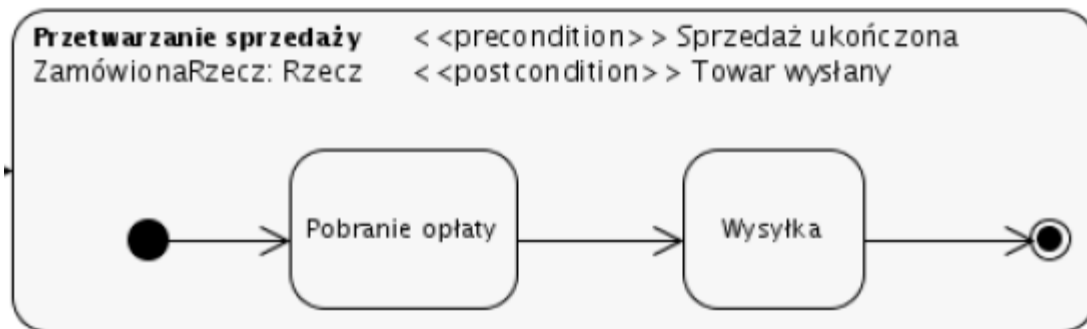 Przetwarzanie sprzedaży < <precondition> > Sprzedaż ukończona
ZamówionaRzecz: Rzecz < <postcondition> > Towar wysłany
Pobranie opłaty
Wysyłka